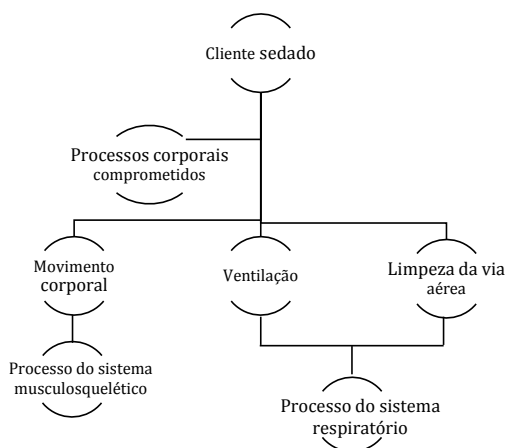 Cliente sedado
Processos corporais
comprometidos
Movimento
corporal
Ventilação
Limpeza da via
aérea
Processo do sistema
musculosquelético
Processo do sistema
respiratório